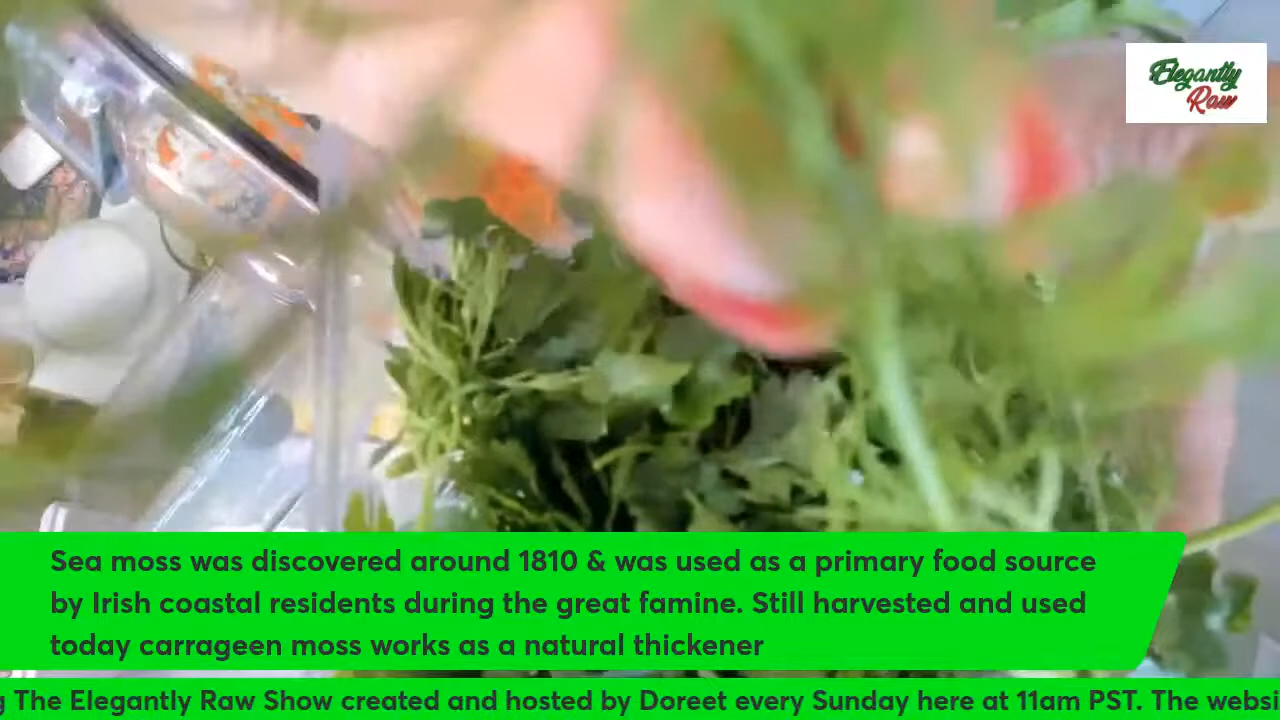 Elegantly
Raw
Sea moss was discovered around 1810 & was used as a primary food source
by Irish coastal residents during the great famine. Still harvested and used
today carrageen moss works as a natural thickener
The Elegantly Raw Show created and hosted by Doreet every Sunday here at 11am PST. The